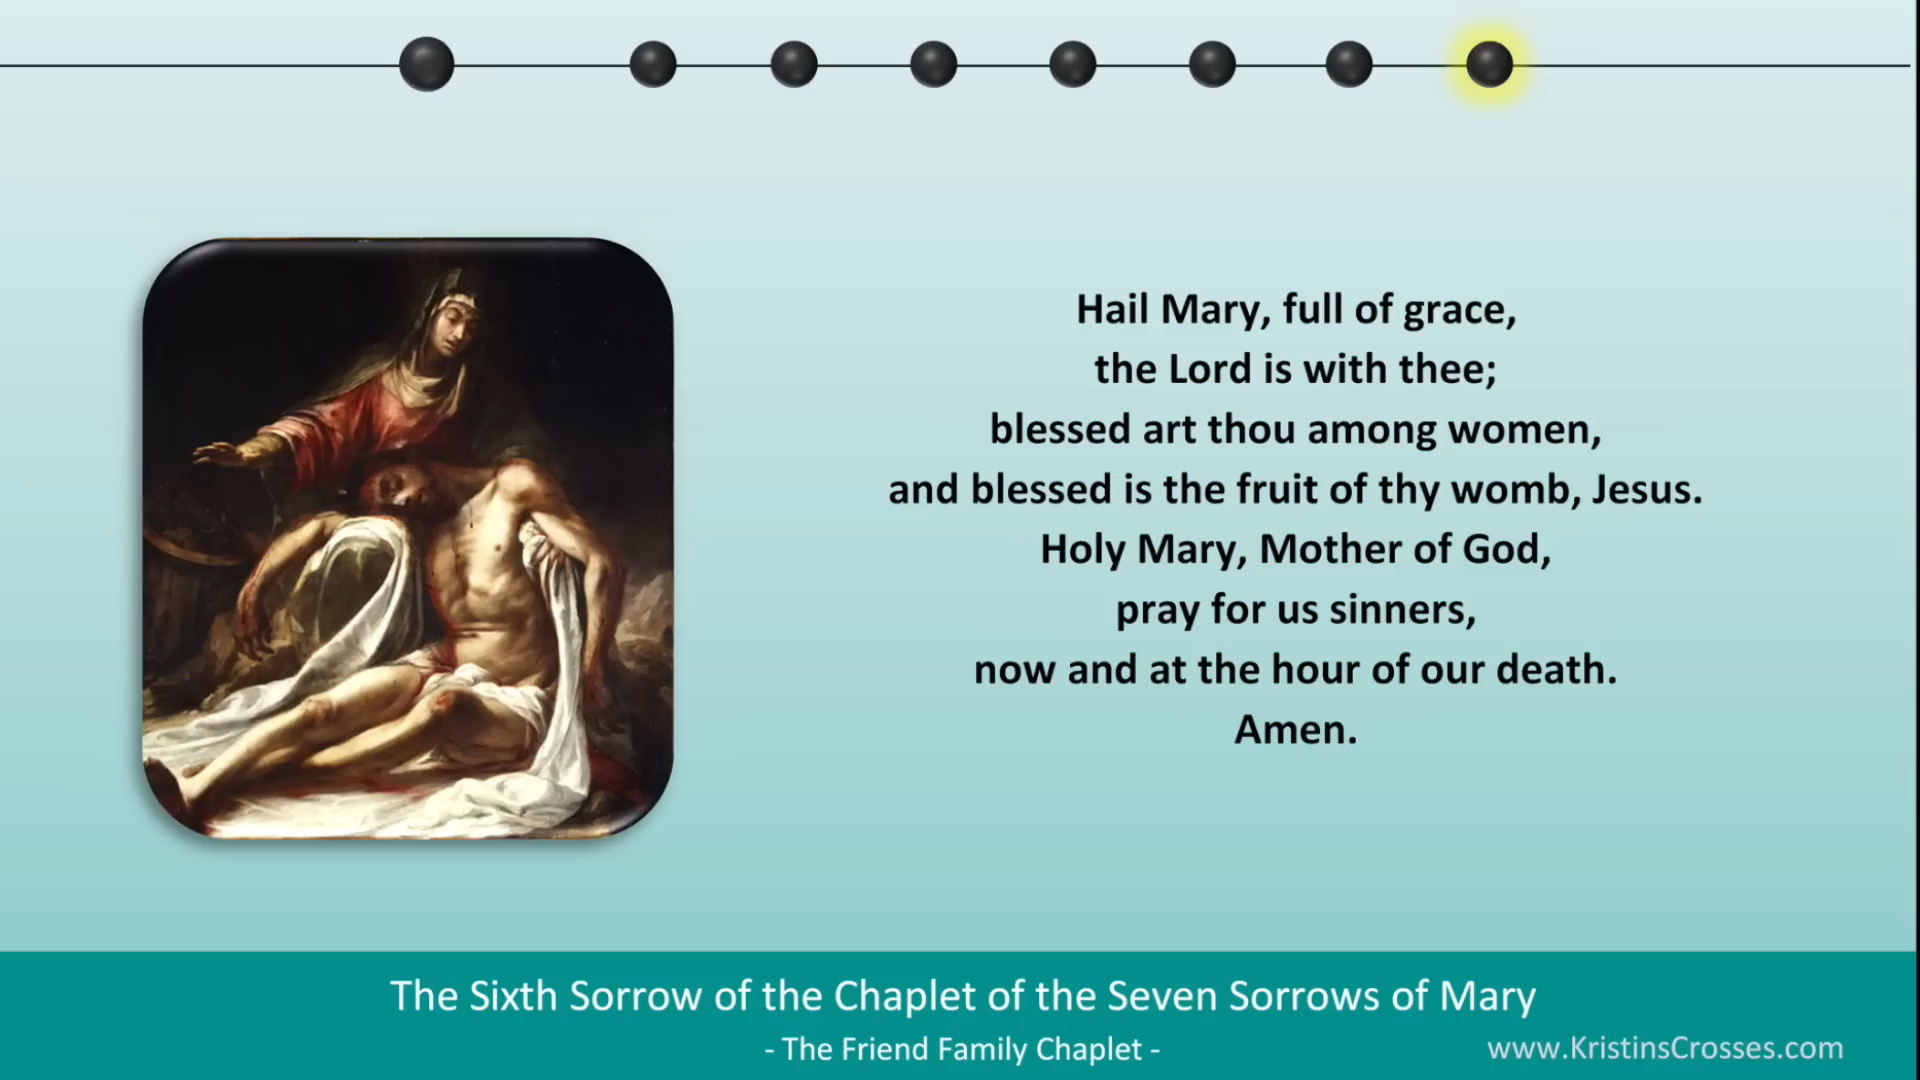 Hail Mary, full of grace,
the Lord is with thee;
blessed art thou among women,
and blessed is the fruit of thy womb, Jesus.
Holy Mary, Mother of God,
pray for us sinners,
now and at the hour of our death.
Amen.
The Sixth Sorrow of the Chaplet of the Seven Sorrows of Mary
- The Friend Family Chaplet -
www.KristinsCrosses.com